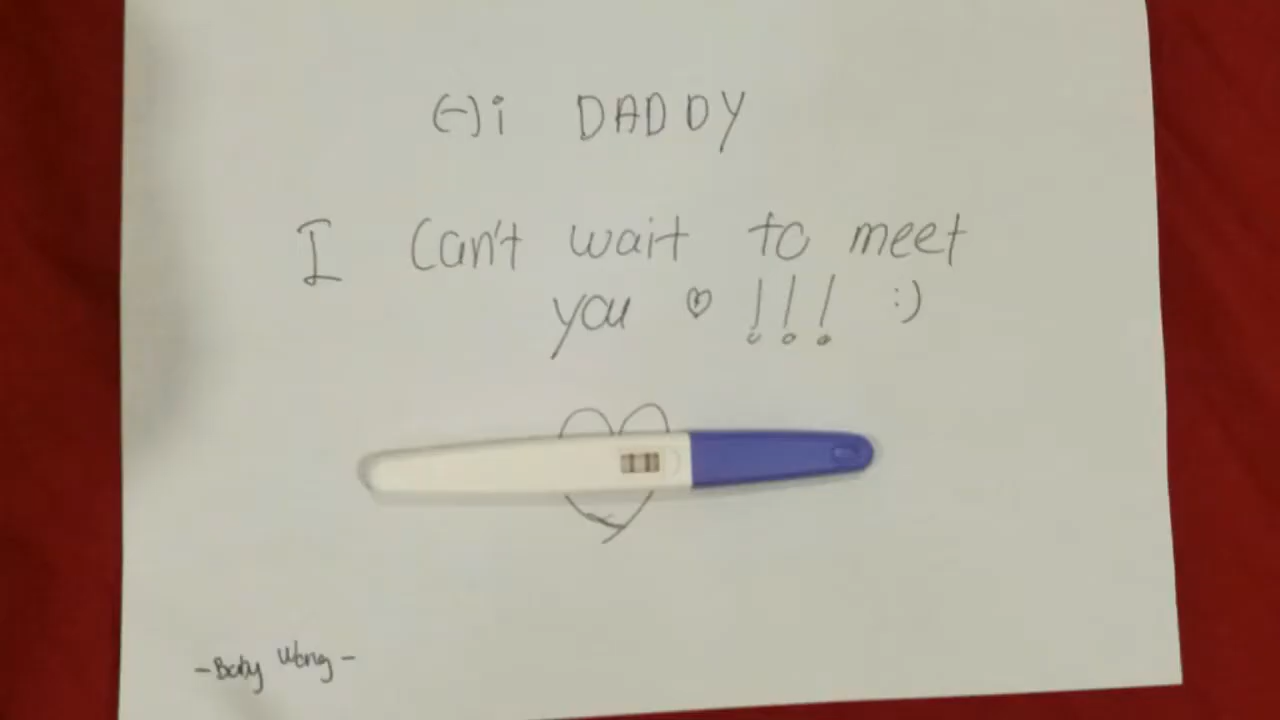 Hi DADDY
I Can't wait to meet
you ♡ !!! :)
-Baby Wong-